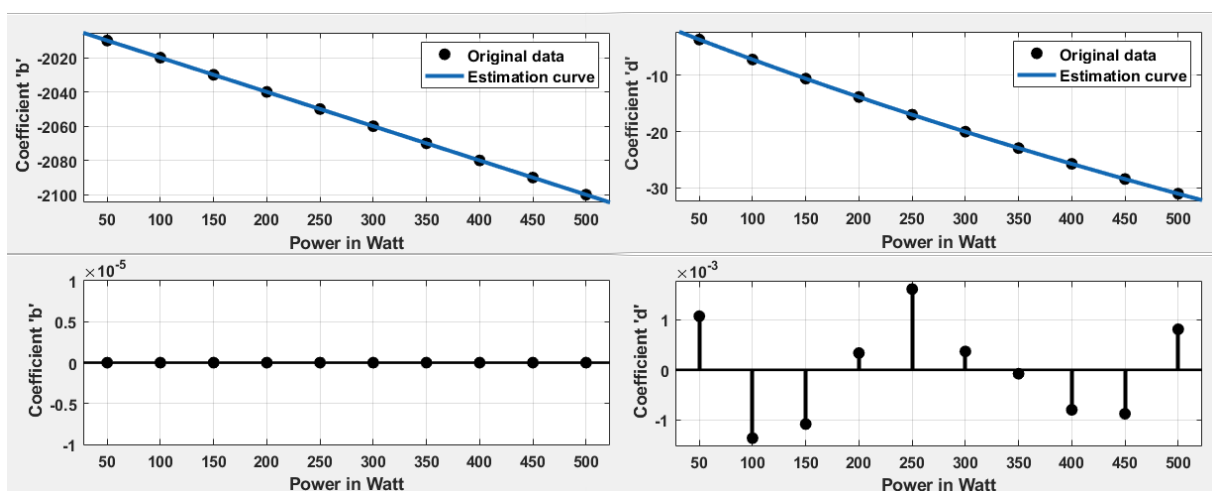 Coefficient 'b'
-2020
-2040
-2060
-2080
-2100
Original data
Estimation curve
50 100 150 200 250 300 350 400 450 500
Power in Watt
Coefficient 'd'
-10
-20
-30
Original data
Estimation curve
50 100 150 200 250 300 350 400 450 500
Power in Watt
×10-5
Coefficient 'b'
1
0.5
0
-0.5
-1
50 100 150 200 250 300 350 400 450 500
Power in Watt
×10-3
Coefficient 'd'
1
0
-1
50 100 150 200 250 300 350 400 450 500
Power in Watt